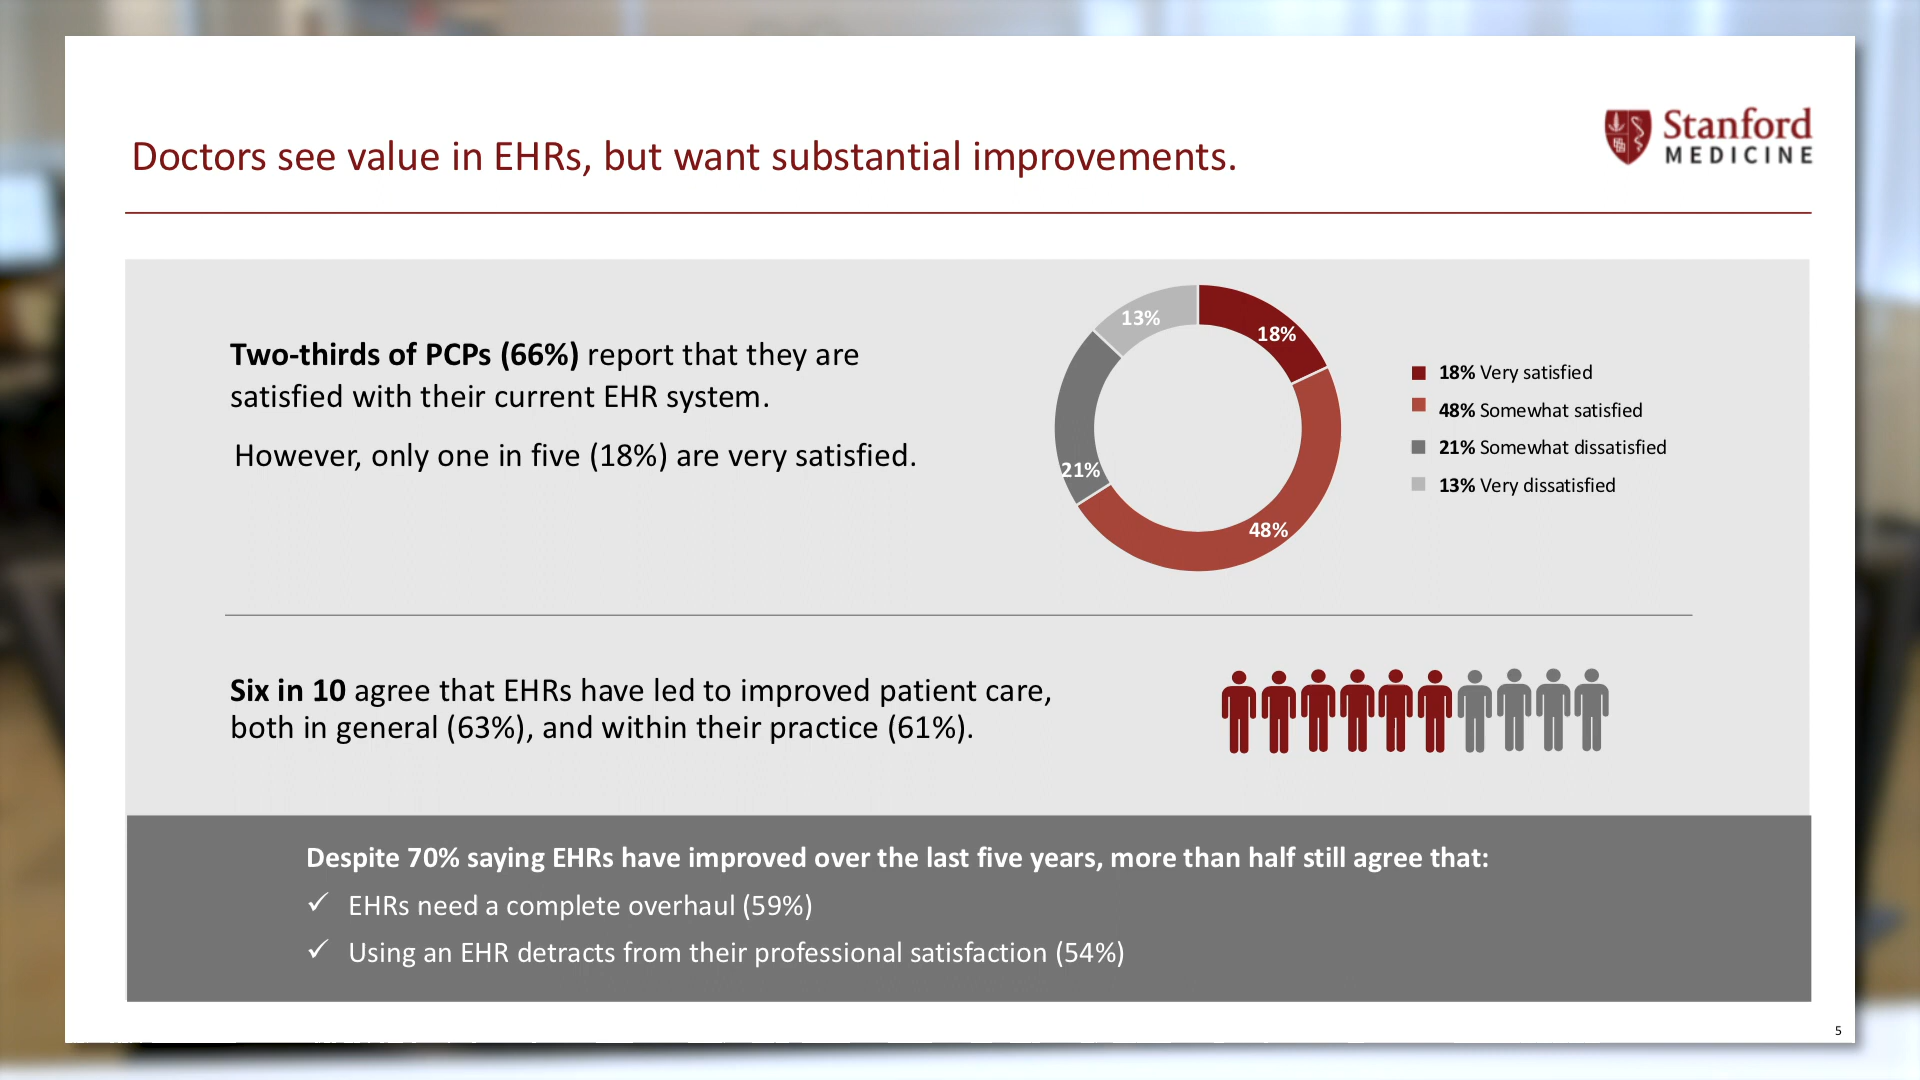 Stanford
MEDICINE
Doctors see value in EHRs, but want substantial improvements.
Two-thirds of PCPs (66%) report that they are
satisfied with their current EHR system.
However, only one in five (18%) are very satisfied.
13%
18%
21%
48%
18% Very satisfied
48% Somewhat satisfied
21% Somewhat dissatisfied
13% Very dissatisfied
Six in 10 agree that EHRs have led to improved patient care,
both in general (63%), and within their practice (61%).
Despite 70% saying EHRs have improved over the last five years, more than half still agree that:
✓ EHRs need a complete overhaul (59%)
✓ Using an EHR detracts from their professional satisfaction (54%)
5